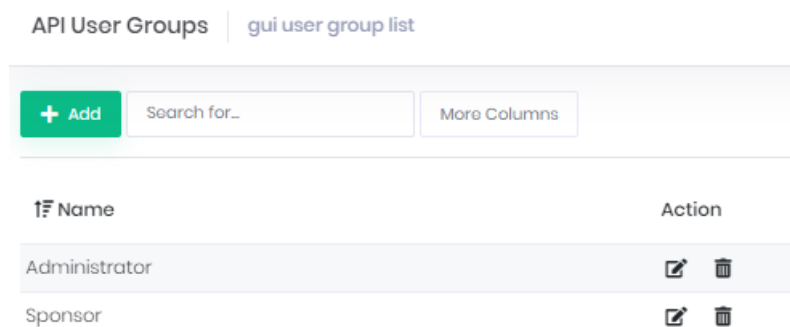 API User Groups gui user group list
Add Search for... More Columns
Name Action
Administrator
Sponsor